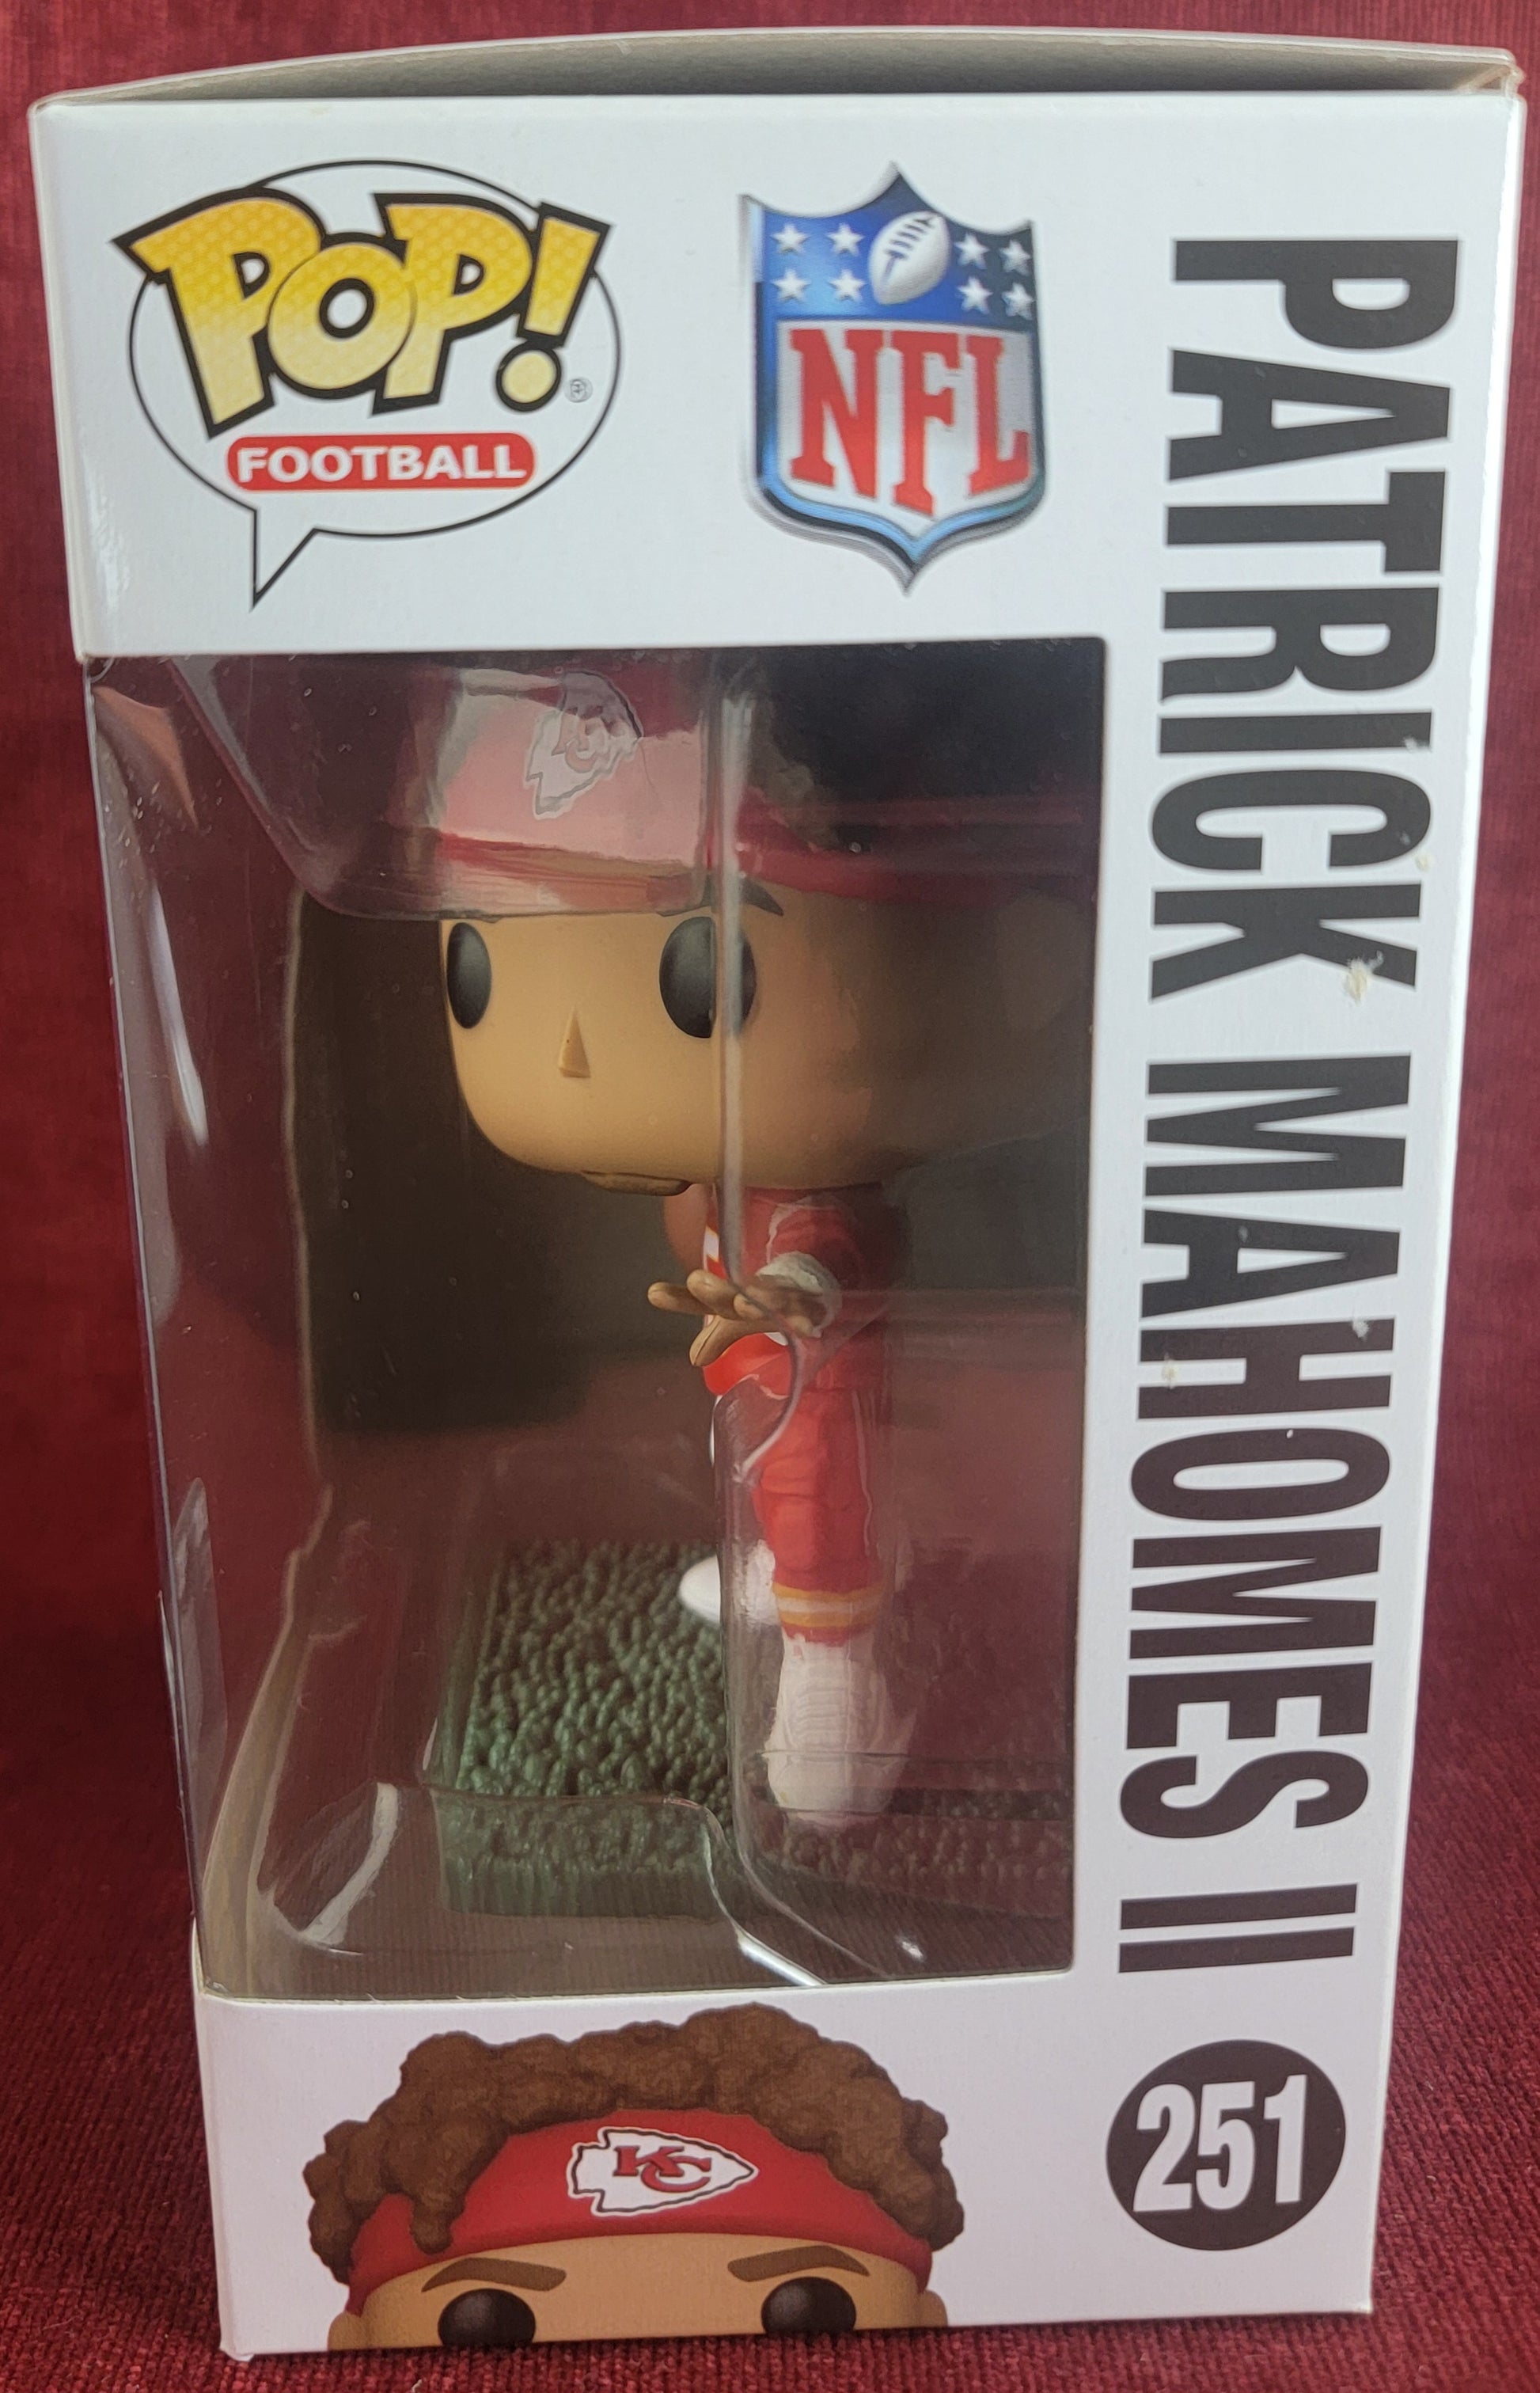 POP!
®
FOOTBALL
NFL
PATRICK MAHOMES II
251
KC